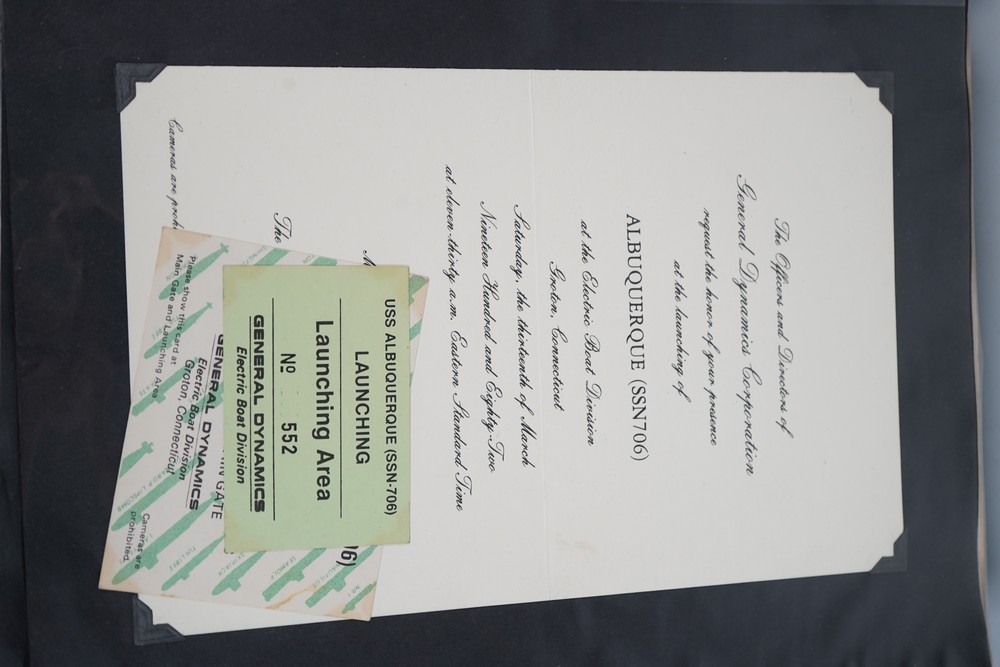 The Officers and Directors of
General Dynamics Corporation
request the honor of your presence
at the launching of
ALBUQUERQUE (SSN706)
at the Electric Boat Division
Groton, Connecticut
Saturday, the thirteenth of March
Nineteen Hundred and Eighty-Two
at eleven-thirty a.m. Eastern Standard Time
The
Cameras are
USS ALBUQUERQUE (SSN-706)
LAUNCHING
Launching Area
Nº 552
GENERAL DYNAMICS
Electric Boat Division
GATE
GENERAL DYNAMICS
Electric Boat Division
Groton, Connecticut
Please show this card at
Main Gate and Launching Area
Cameras are
prohibited